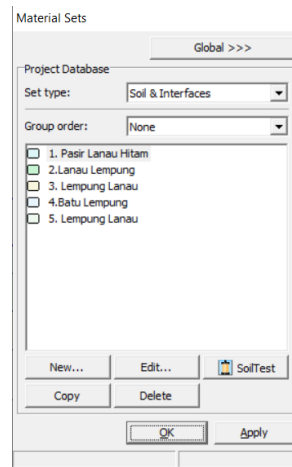 Material Sets
Global >>>
Project Database
Set type: Soil & Interfaces
Group order: None
1. Pasir Lanau Hitam
2.Lanau Lempung
3. Lempung Lanau
4.Batu Lempung
5. Lempung Lanau
New... Edit... SoilTest
Copy Delete
OK Apply